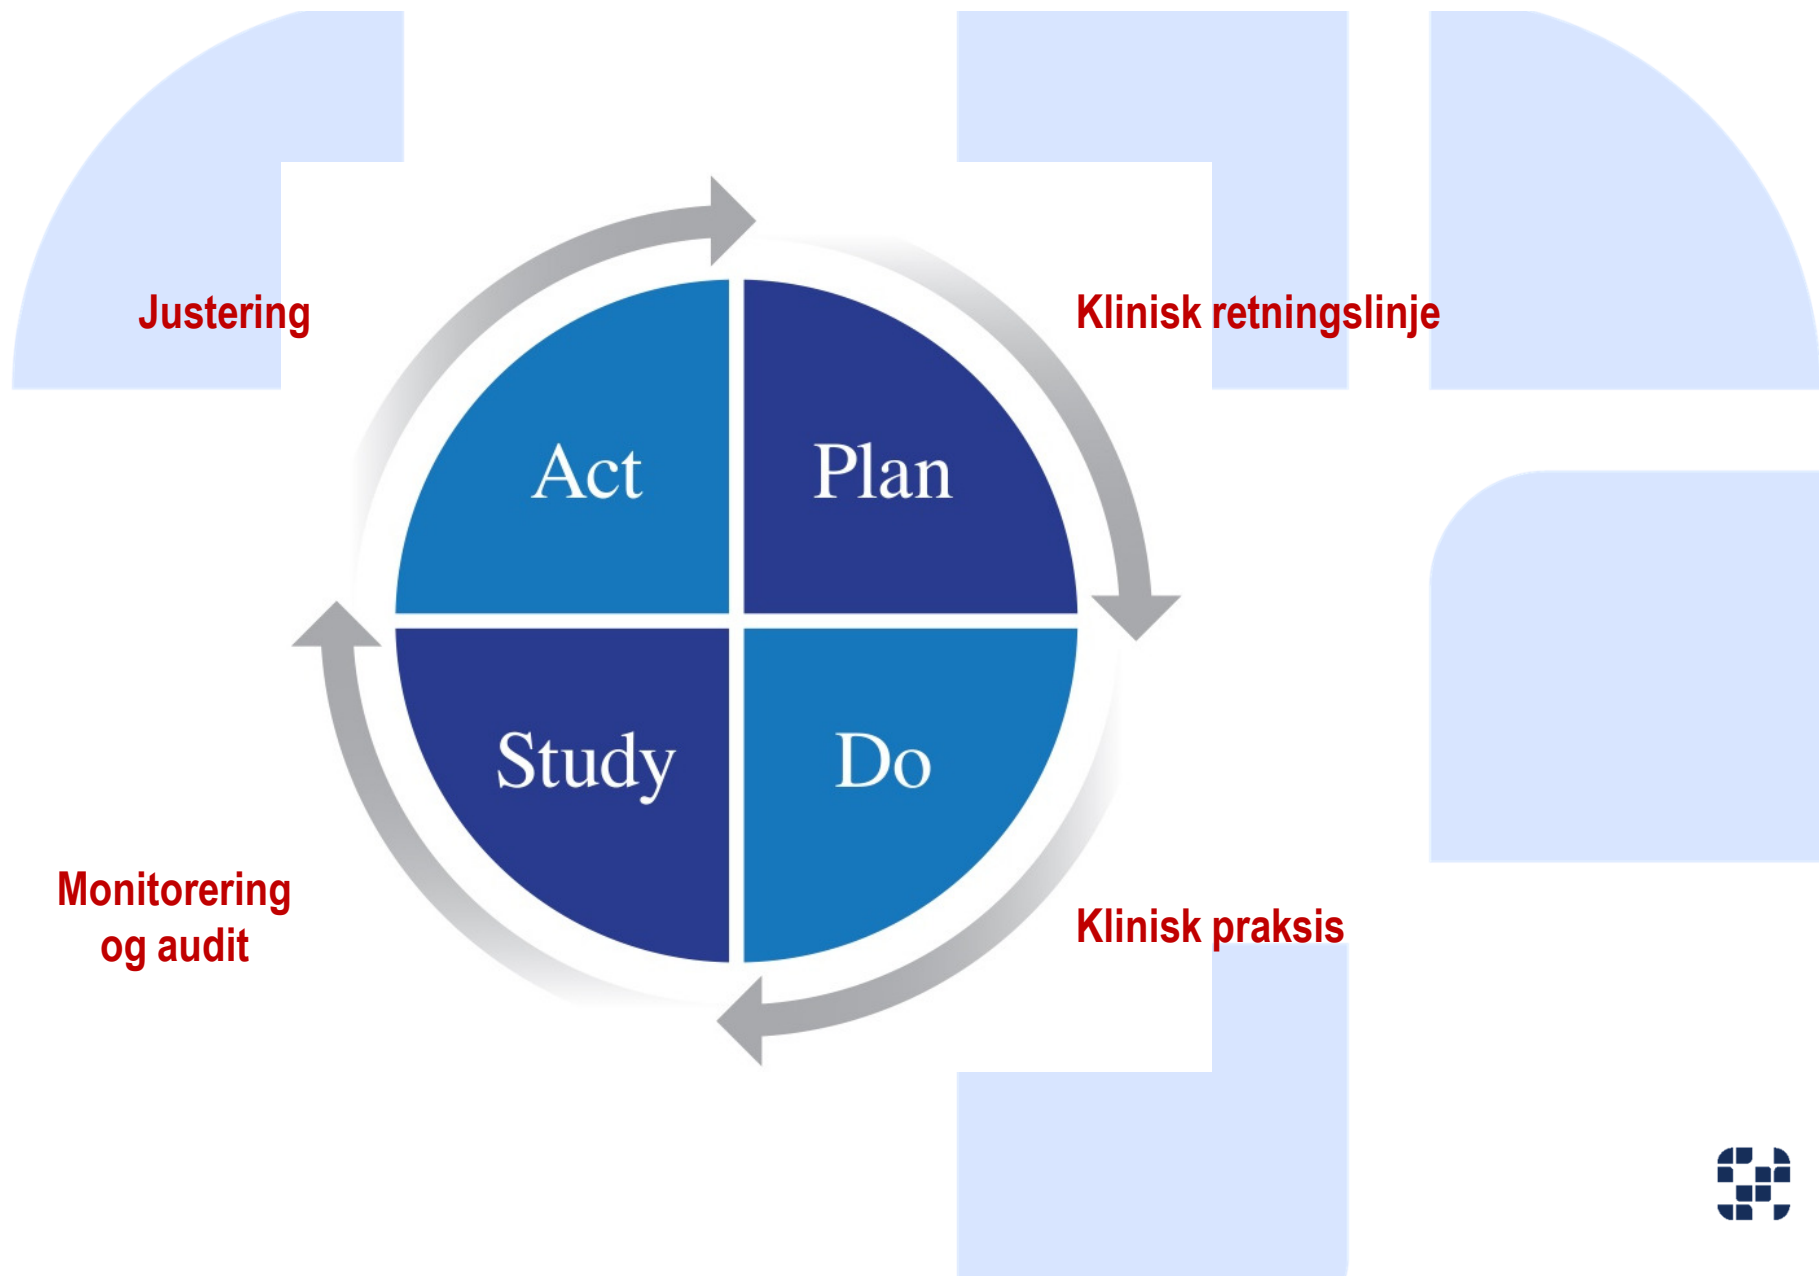 Justering
Klinisk retningslinje
Act
Plan
Study
Do
Monitorering
og audit
Klinisk praksis